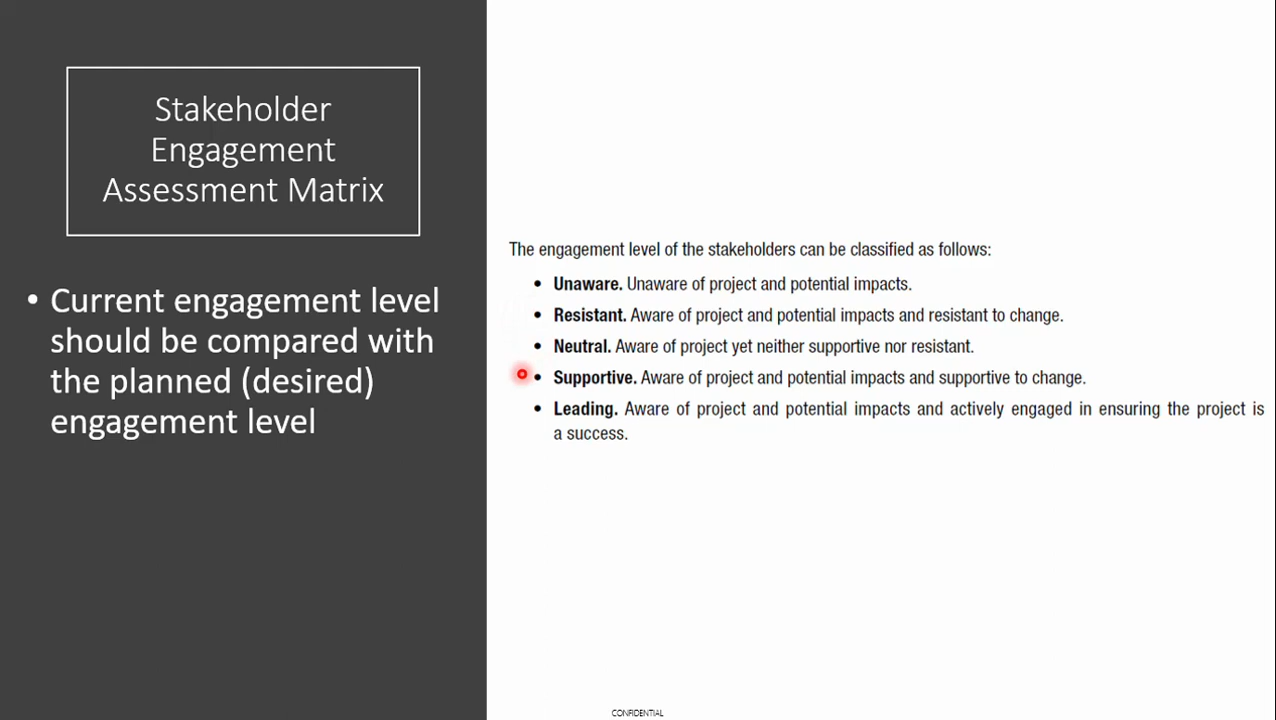 Stakeholder
Engagement
Assessment Matrix
• Current engagement level
should be compared with
the planned (desired)
engagement level
The engagement level of the stakeholders can be classified as follows:
• Unaware. Unaware of project and potential impacts.
• Resistant. Aware of project and potential impacts and resistant to change.
• Neutral. Aware of project yet neither supportive nor resistant.
• Supportive. Aware of project and potential impacts and supportive to change.
• Leading. Aware of project and potential impacts and actively engaged in ensuring the project is
a success.
CONFIDENTIAL